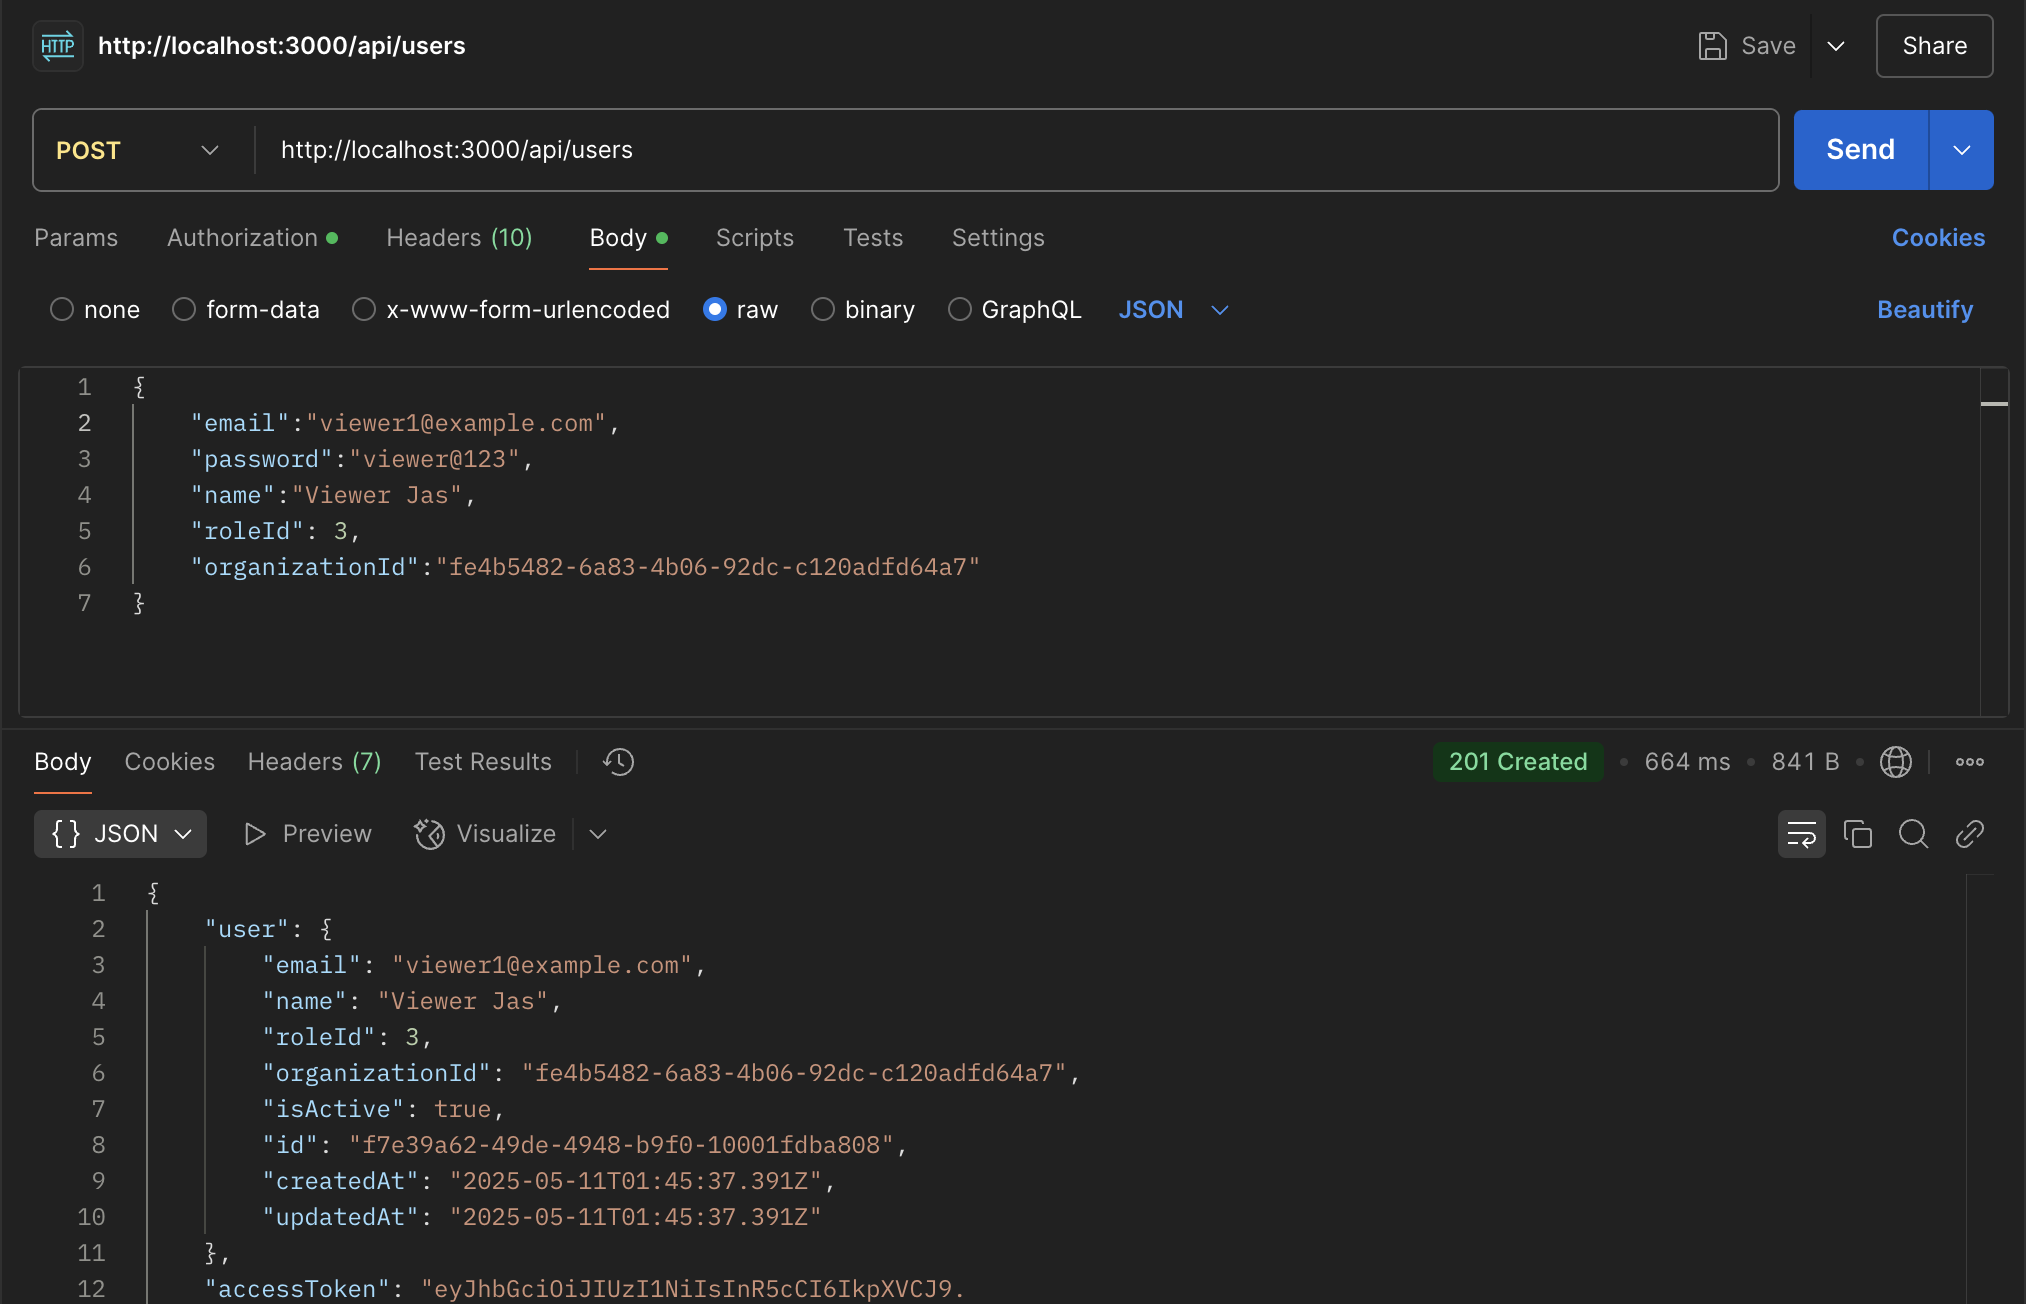 HTTP http://localhost:3000/api/users Save Share
POST http://localhost:3000/api/users Send
Params Authorization Headers (10) Body Scripts Tests Settings Cookies
none form-data x-www-form-urlencoded raw binary GraphQL JSON Beautify
1 {
2 "email":"viewer1@example.com",
3 "password":"viewer@123",
4 "name":"Viewer Jas",
5 "roleId": 3,
6 "organizationId":"fe4b5482-6a83-4b06-92dc-c120adfd64a7"
7 }
Body Cookies Headers (7) Test Results 201 Created • 664 ms • 841 B •
{} JSON Preview Visualize
1 {
2 "user": {
3 "email": "viewer1@example.com",
4 "name": "Viewer Jas",
5 "roleId": 3,
6 "organizationId": "fe4b5482-6a83-4b06-92dc-c120adfd64a7",
7 "isActive": true,
8 "id": "f7e39a62-49de-4948-b9f0-10001fdba808",
9 "createdAt": "2025-05-11T01:45:37.391Z",
10 "updatedAt": "2025-05-11T01:45:37.391Z"
11 },
12 "accessToken": "eyJhbGciOiJIUzI1NiIsInR5cCI6IkpXVCJ9.